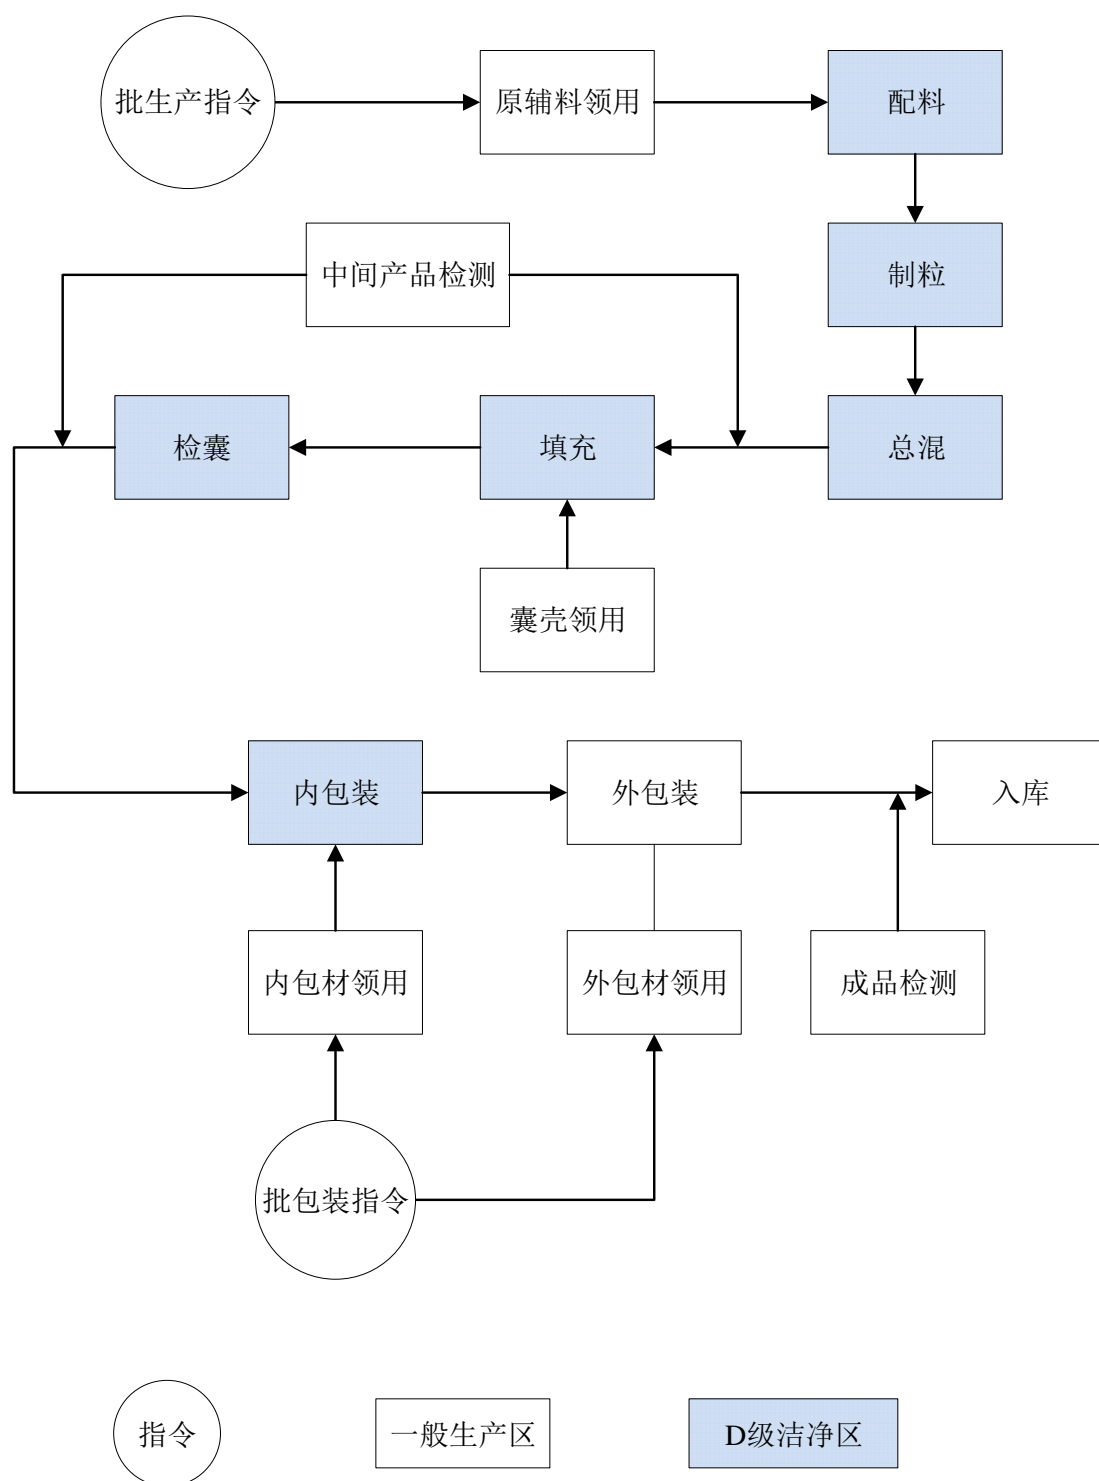 批生产指令
原辅料领用
配料
中间产品检测
制粒
检囊
填充
总混
囊壳领用
内包装
外包装
入库
内包材领用
外包材领用
成品检测
批包装指令
指令
一般生产区
D级洁净区